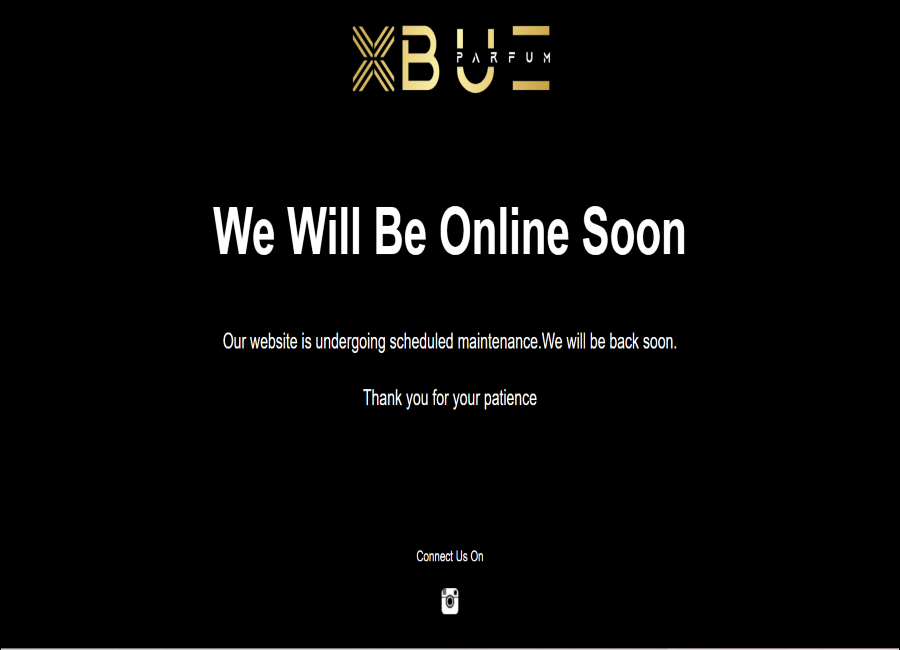 XBUE
PARFUM
We Will Be Online Soon
Our website is undergoing scheduled maintenance.We will be back soon.
Thank you for your patience
Connect Us On